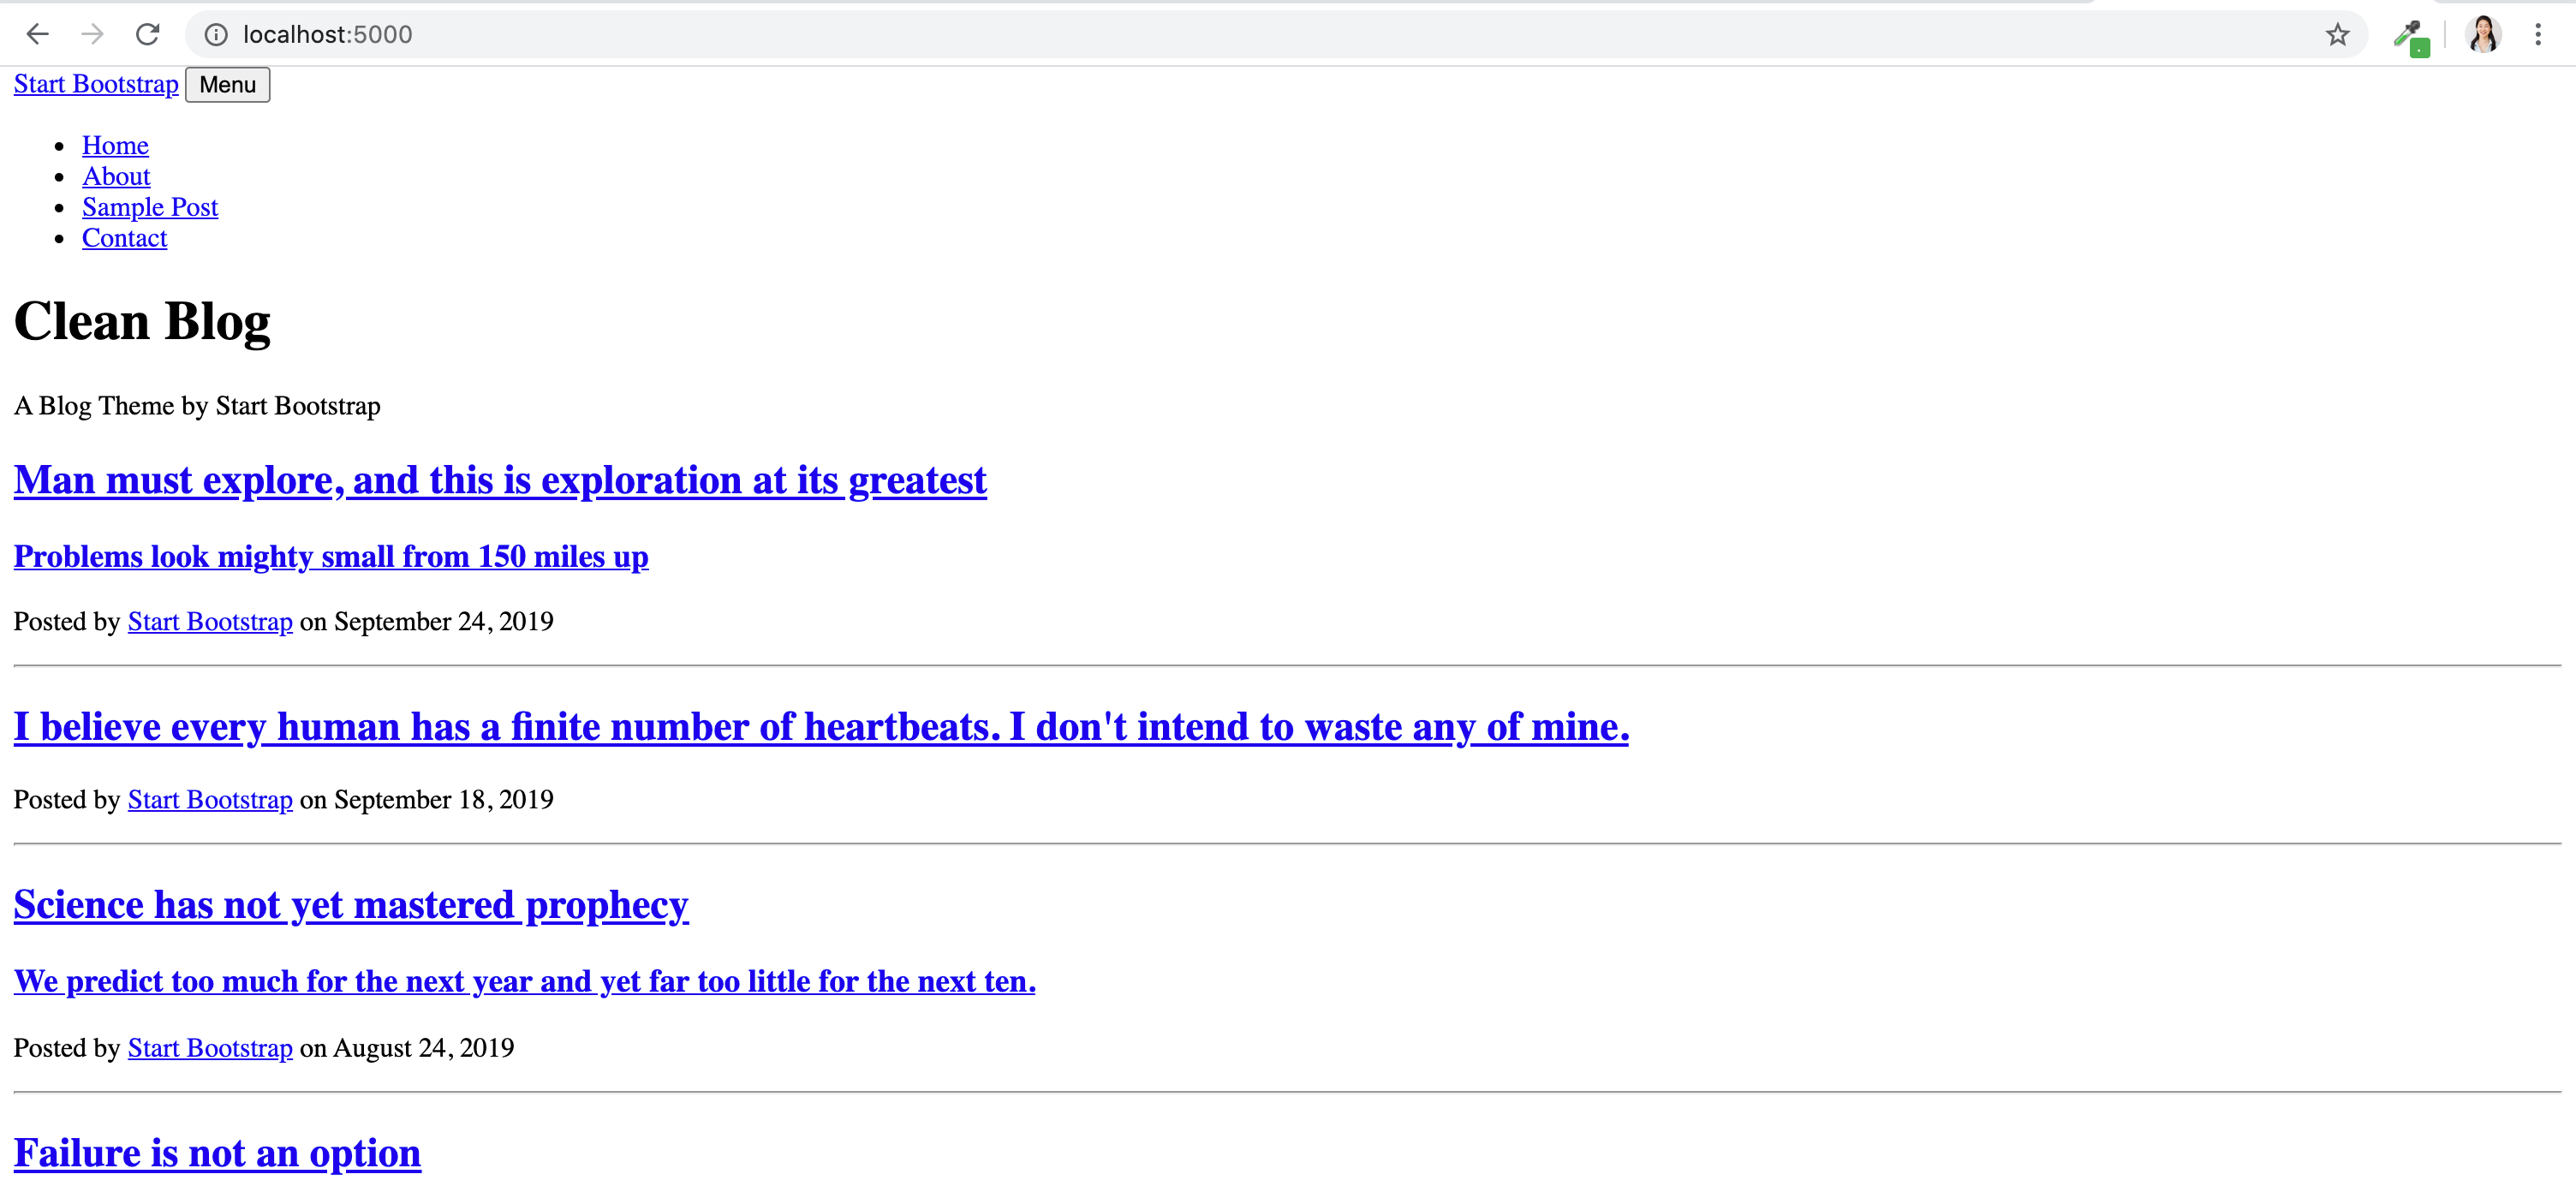 localhost:5000
Start Bootstrap Menu
Home
About
Sample Post
Contact
Clean Blog
A Blog Theme by Start Bootstrap
Man must explore, and this is exploration at its greatest
Problems look mighty small from 150 miles up
Posted by Start Bootstrap on September 24, 2019
I believe every human has a finite number of heartbeats. I don't intend to waste any of mine.
Posted by Start Bootstrap on September 18, 2019
Science has not yet mastered prophecy
We predict too much for the next year and yet far too little for the next ten.
Posted by Start Bootstrap on August 24, 2019
Failure is not an option